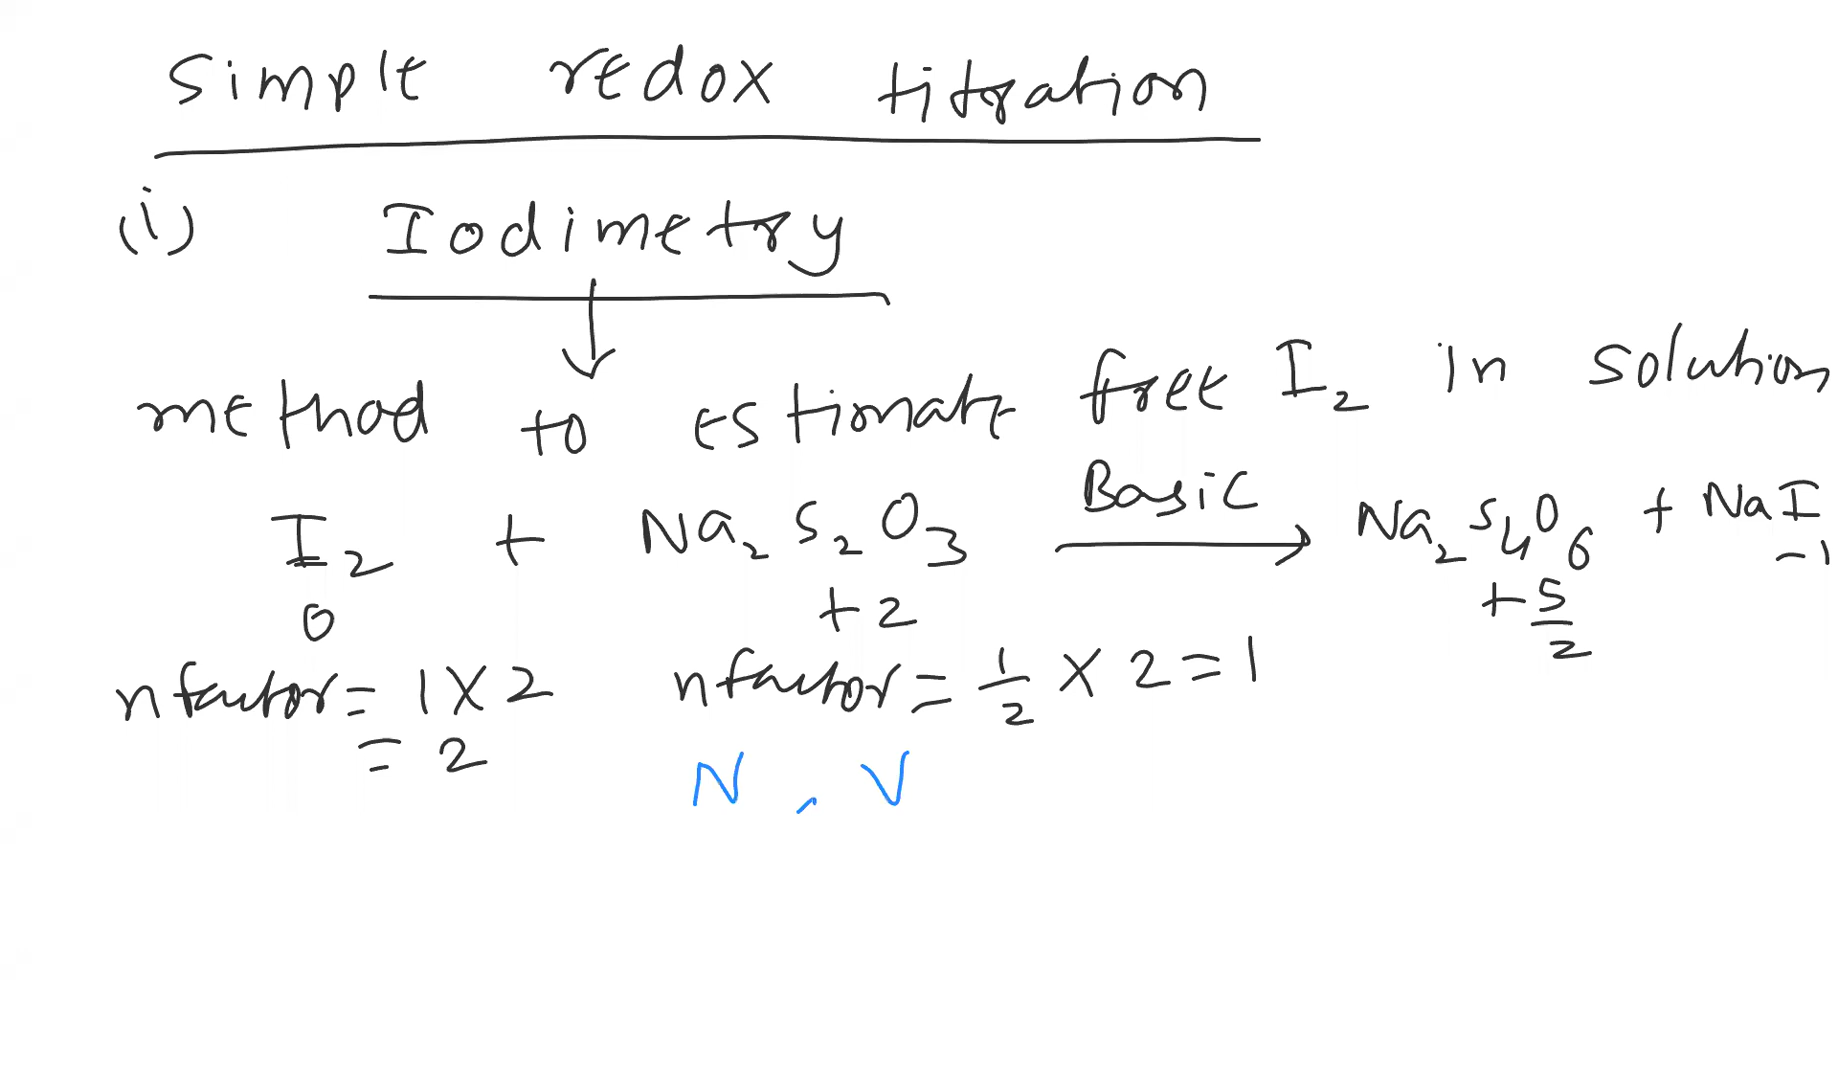 Simple redox titration
(i) Iodimetry
↓
method to estimate free I₂ in solution
I₂ + Na₂S₂O₃ Basic → Na₂S₄O₆ + NaI
0 +2 +5/2 -1
nfactor = 1 X 2 nfactor = 1/2 X 2 = 1
= 2
N , V